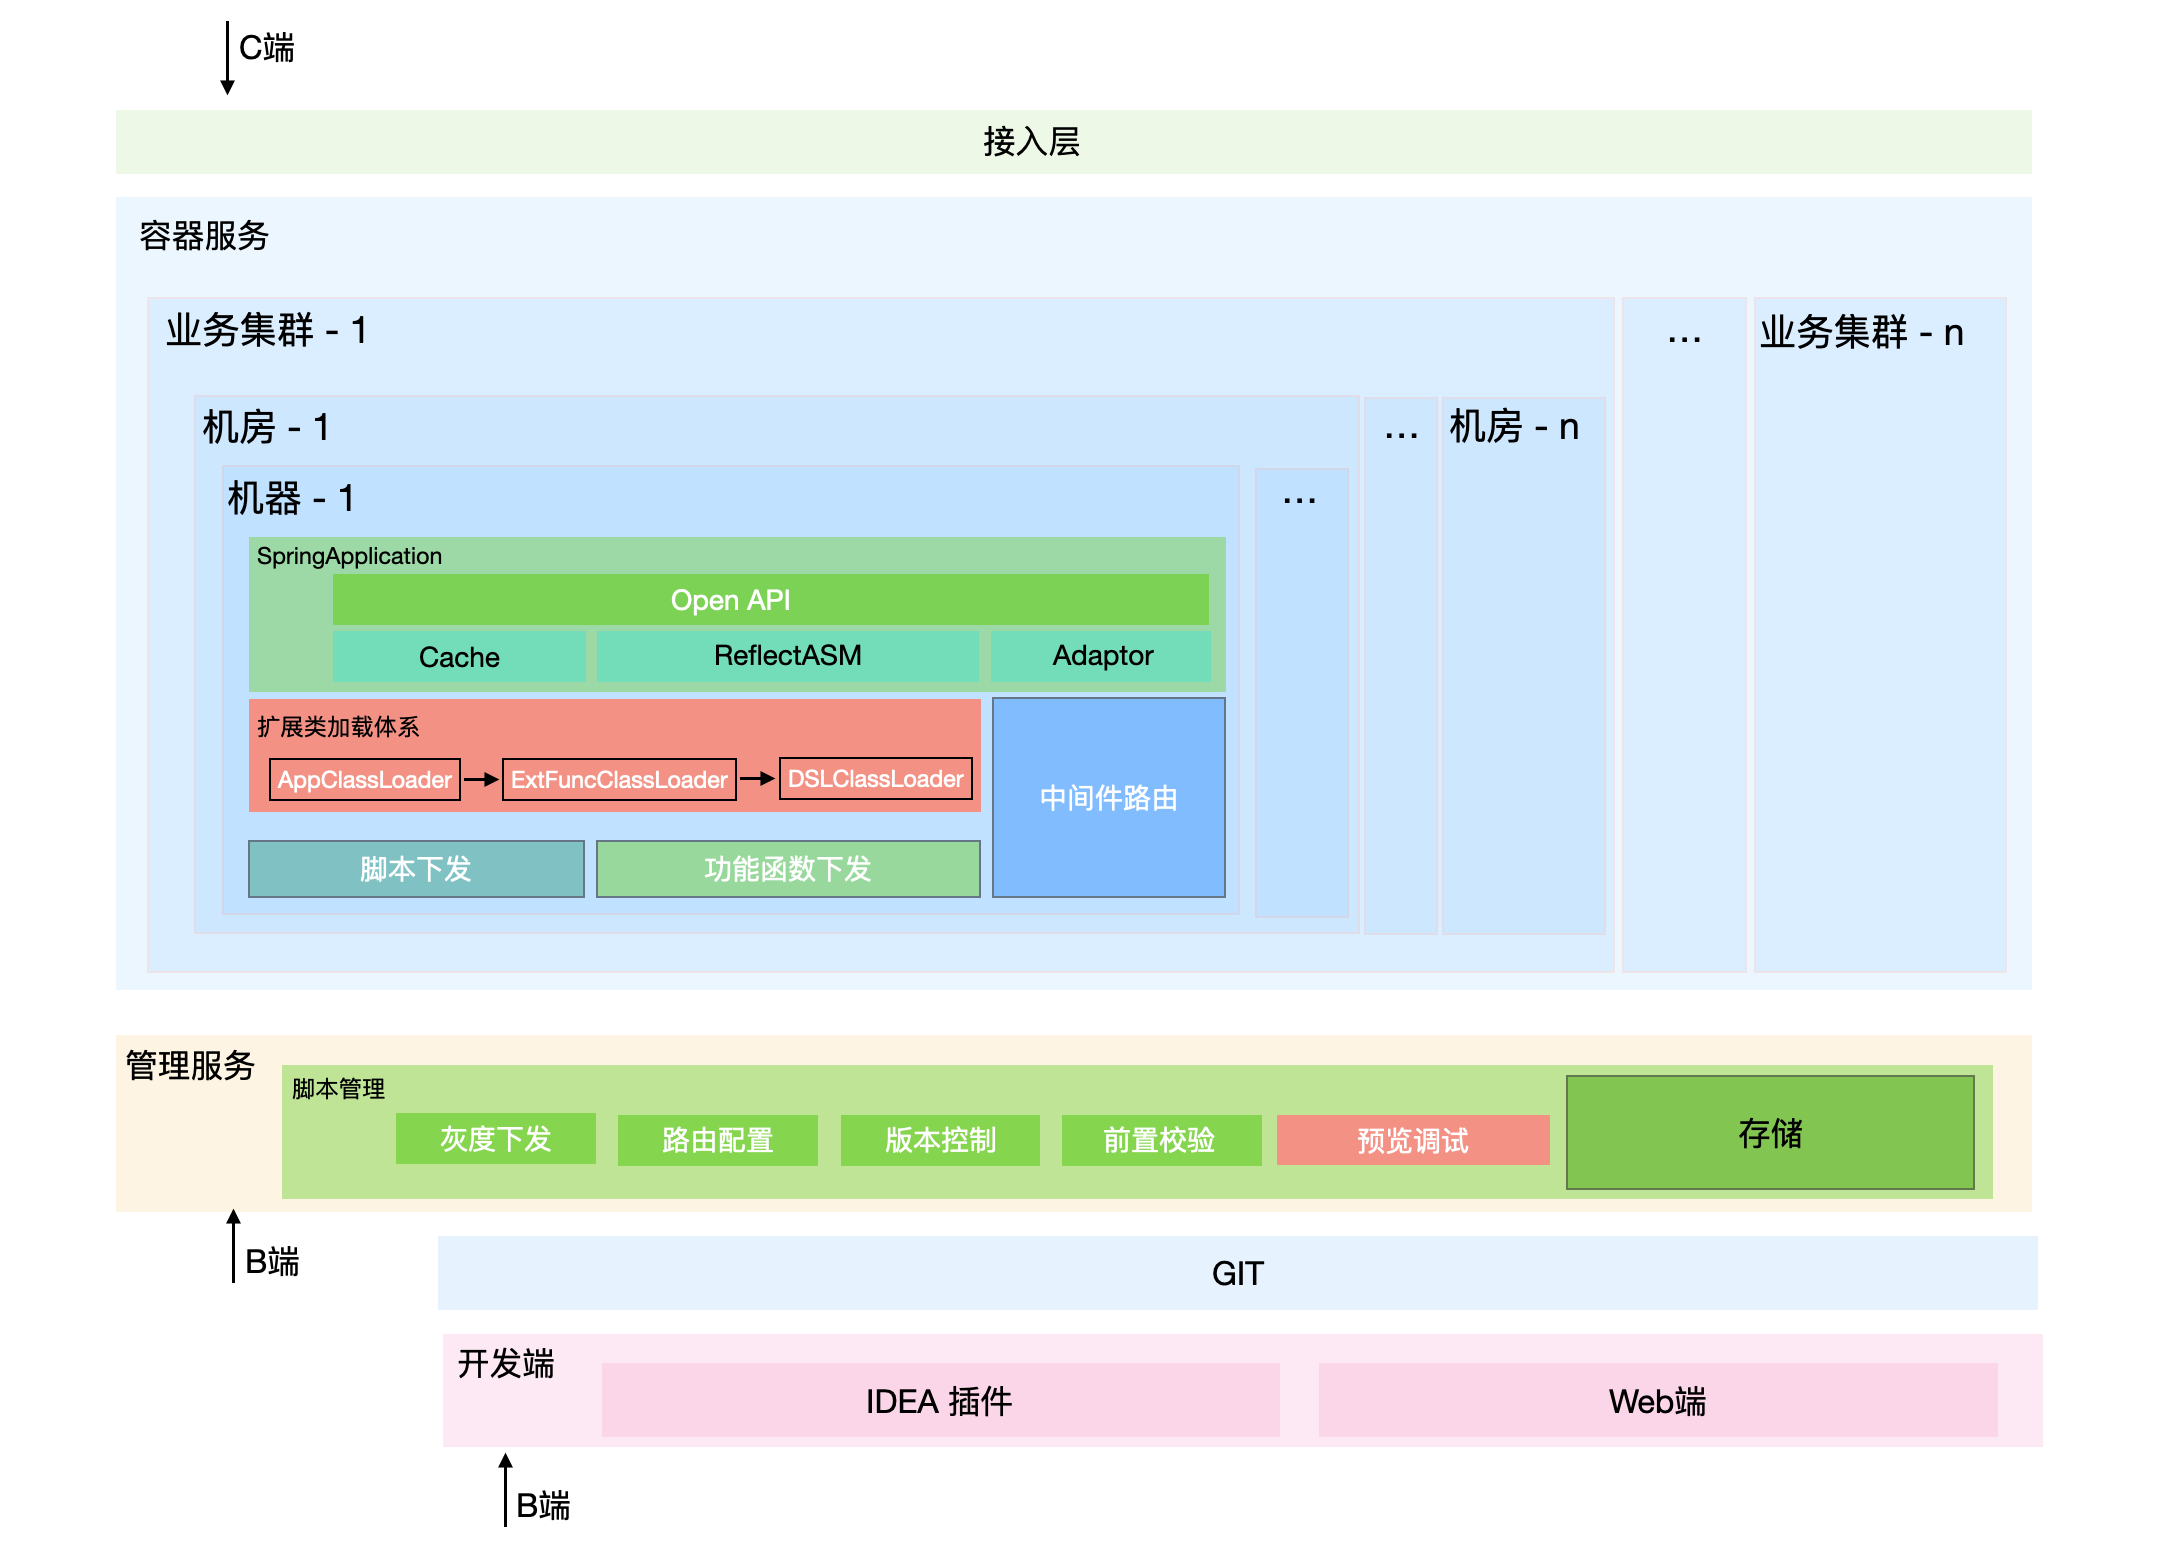 C端
接入层
容器服务
业务集群 - 1
...
业务集群 - n
机房 - 1
...
机房 - n
机器 - 1
...
SpringApplication
Open API
Cache
ReflectASM
Adaptor
扩展类加载体系
AppClassLoader
ExtFuncClassLoader
DSLClassLoader
中间件路由
脚本下发
功能函数下发
管理服务
脚本管理
灰度下发
路由配置
版本控制
前置校验
预览调试
存储
B端
GIT
开发端
IDEA 插件
Web端
B端